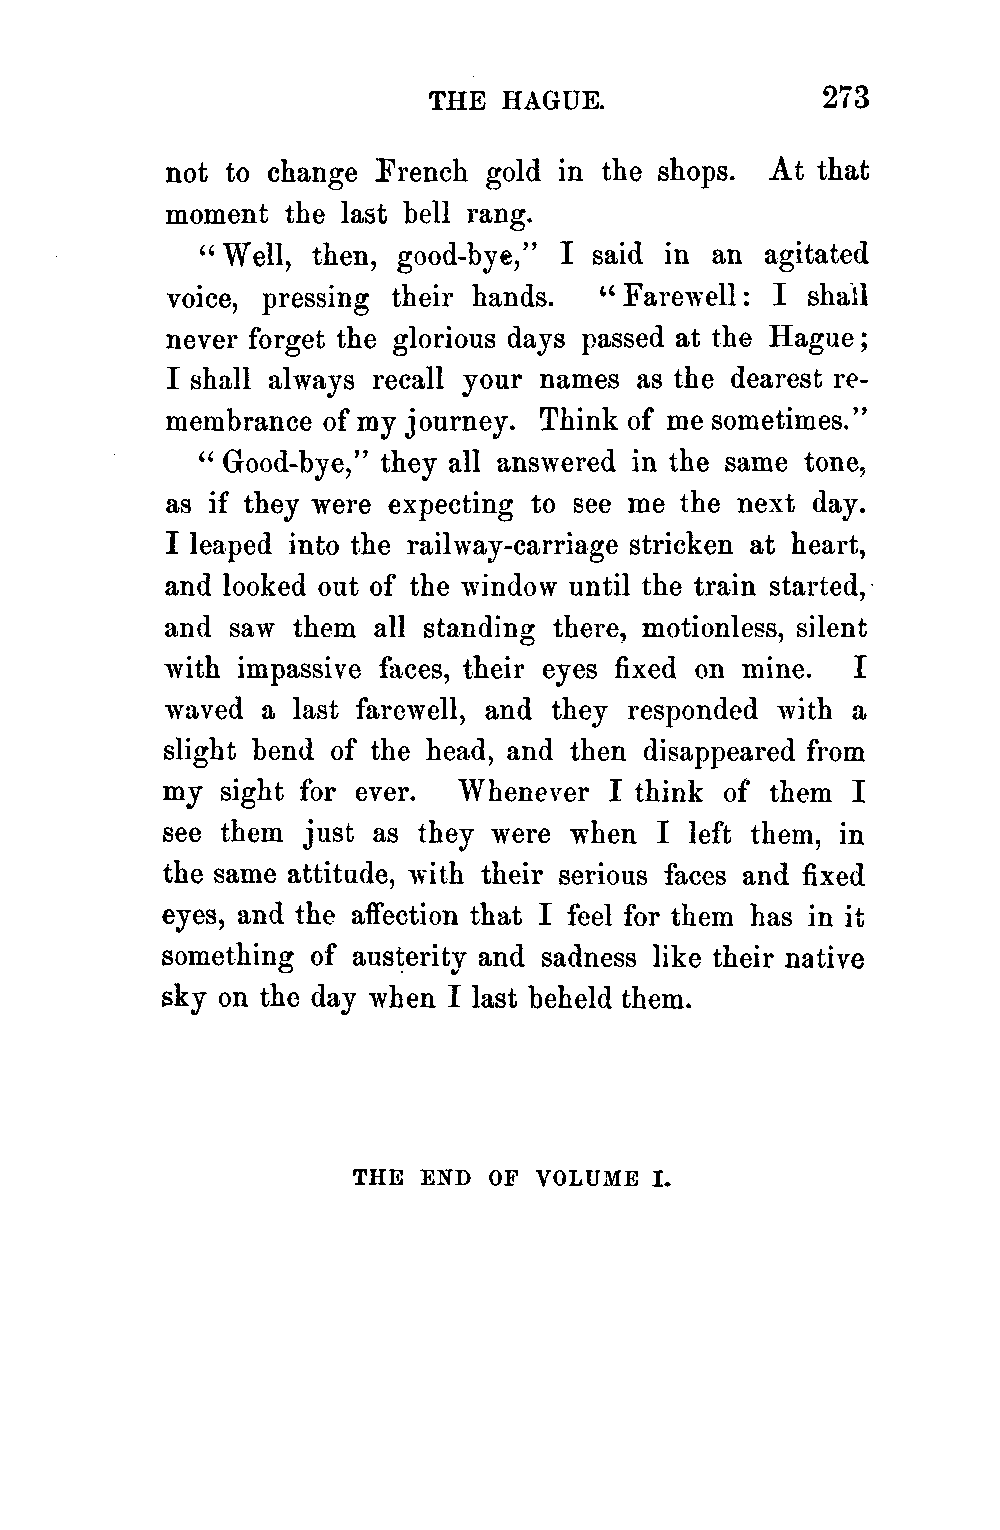 THE HAGUE. 273
not to change French gold in the shops. At that
moment the last bell rang.
“Well, then, good-bye,” I said in an agitated
voice, pressing their hands. “Farewell: I shall
never forget the glorious days passed at the Hague;
I shall always recall your names as the dearest re-
membrance of my journey. Think of me sometimes.”
“Good-bye,” they all answered in the same tone,
as if they were expecting to see me the next day.
I leaped into the railway-carriage stricken at heart,
and looked out of the window until the train started,
and saw them all standing there, motionless, silent
with impassive faces, their eyes fixed on mine. I
waved a last farewell, and they responded with a
slight bend of the head, and then disappeared from
my sight for ever. Whenever I think of them I
see them just as they were when I left them, in
the same attitude, with their serious faces and fixed
eyes, and the affection that I feel for them has in it
something of austerity and sadness like their native
sky on the day when I last beheld them.
THE END OF VOLUME I.